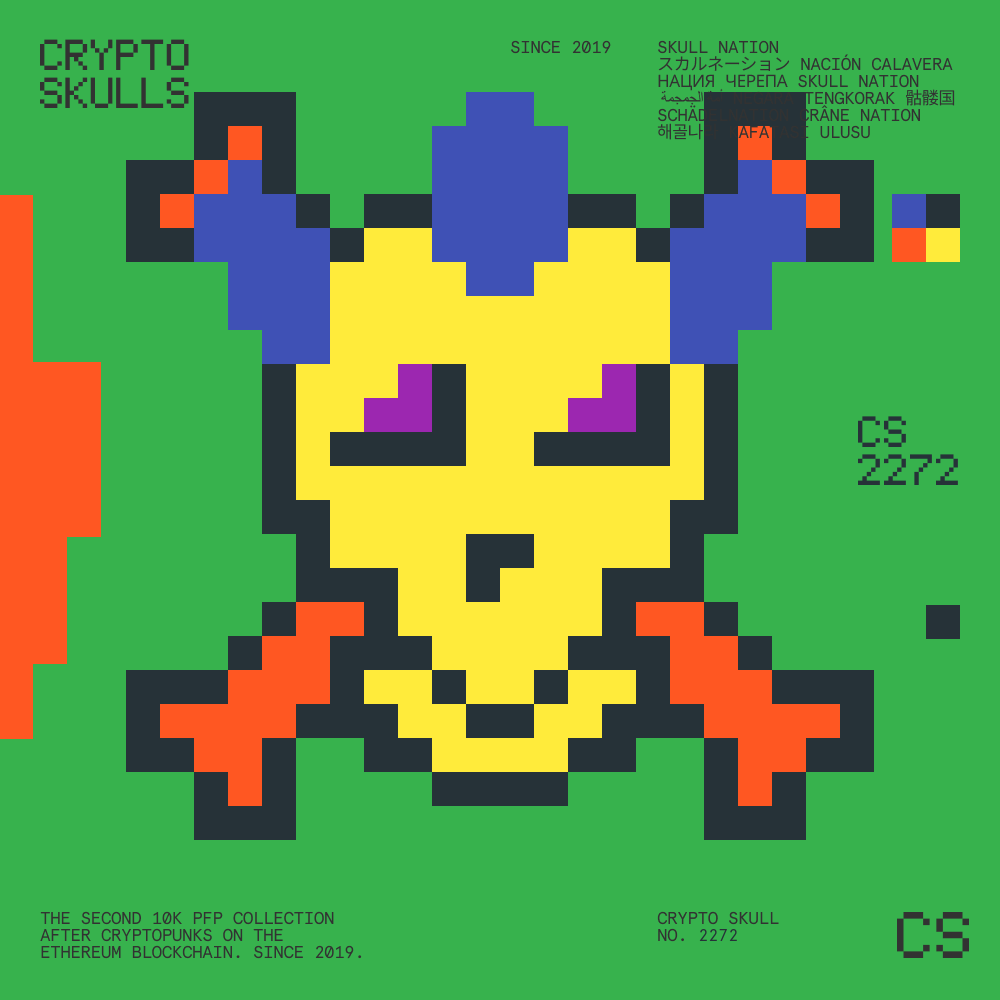 CRYPTO
SKULLS
SINCE 2019
SKULL NATION
スカルネーション NACIÓN CALAVERA
НАЦИЯ ЧЕРЕПА SKULL NATION
الجمجمة TENGKORAK 骷髅国
CRÂNE NATION
ULUSU
CS
2272
THE SECOND 10K PFP COLLECTION
AFTER CRYPTOPUNKS ON THE
ETHEREUM BLOCKCHAIN. SINCE 2019.
CRYPTO SKULL
NO. 2272
CS